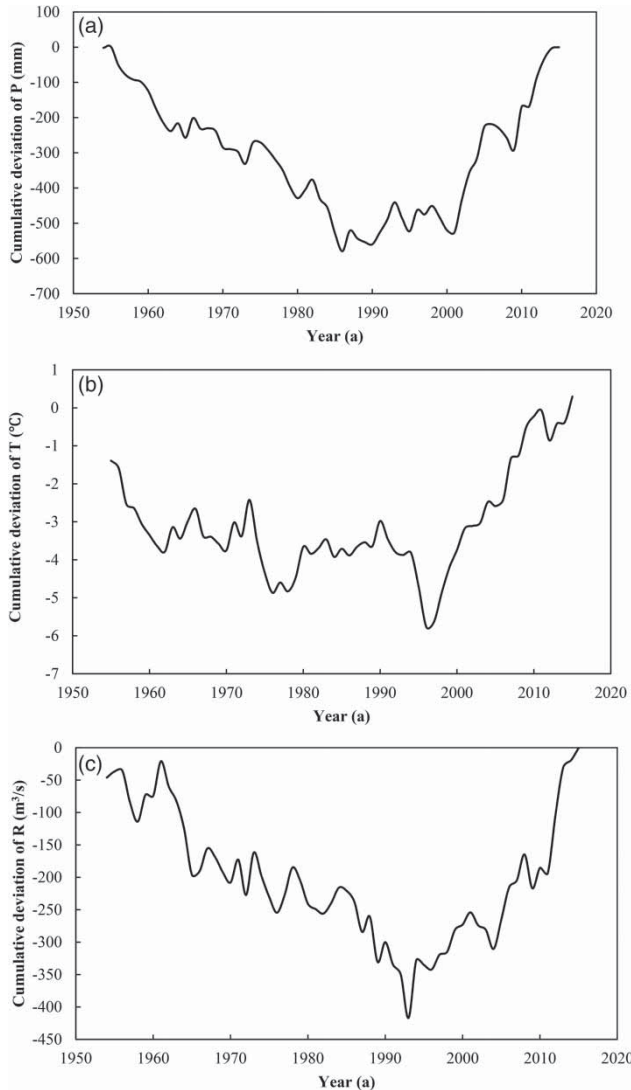 (a)
Cumulative deviation of P (mm)
100
0
-100
-200
-300
-400
-500
-600
-700
1950 1960 1970 1980 1990 2000 2010 2020
Year (a)
(b)
Cumulative deviation of T (℃)
1
0
-1
-2
-3
-4
-5
-6
-7
1950 1960 1970 1980 1990 2000 2010 2020
Year (a)
(c)
Cumulative deviation of R (m³/s)
0
-50
-100
-150
-200
-250
-300
-350
-400
-450
1950 1960 1970 1980 1990 2000 2010 2020
Year (a)